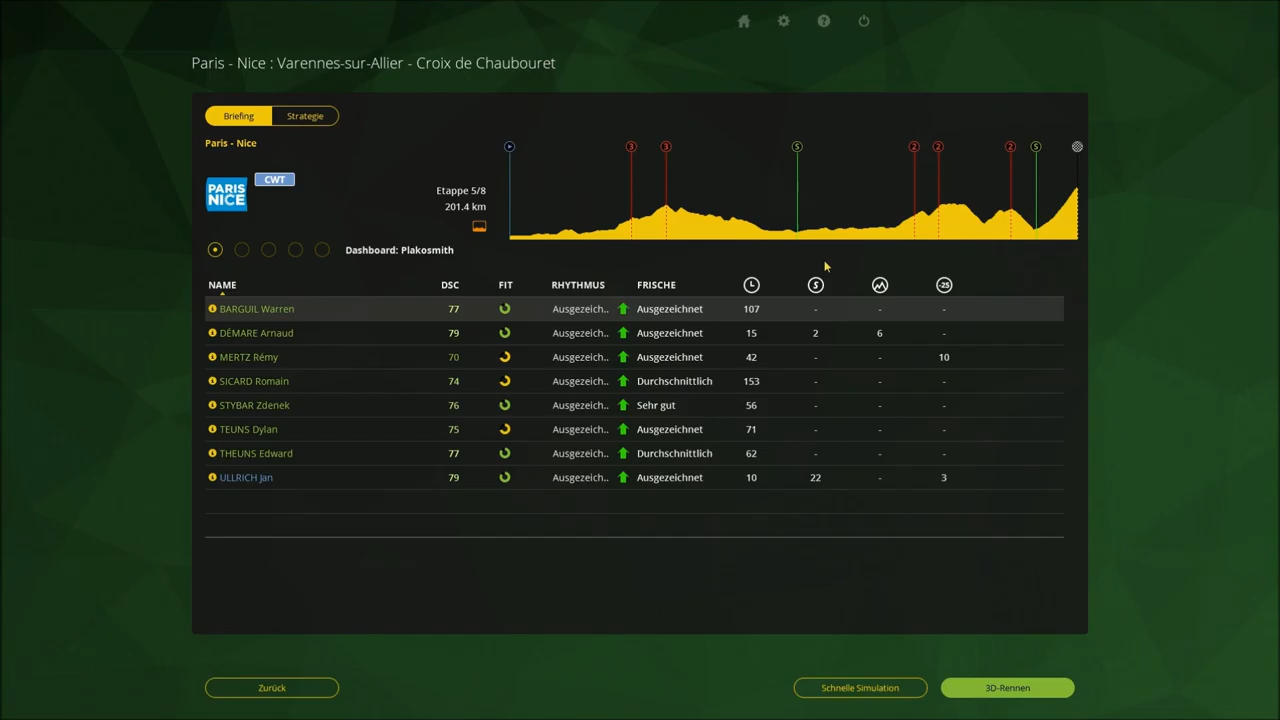 Paris - Nice : Varennes-sur-Allier - Croix de Chaubouret
Briefing Strategie
Paris - Nice
3 3 S 2 2 2 S
PARIS NICE CWT
Etappe 5/8
201.4 km
Dashboard: Plakosmith
NAME DSC FIT RHYTHMUS FRISCHE S -25
BARGUIL Warren 77 Ausgezeich.. Ausgezeichnet 107 - - -
DÉMARE Arnaud 79 Ausgezeich.. Ausgezeichnet 15 2 6 -
MERTZ Rémy 70 Ausgezeich.. Ausgezeichnet 42 - - 10
SICARD Romain 74 Ausgezeich.. Durchschnittlich 153 - - -
STYBAR Zdenek 76 Ausgezeich.. Sehr gut 56 - - -
TEUNS Dylan 75 Ausgezeich.. Ausgezeichnet 71 - - -
THEUNS Edward 77 Ausgezeich.. Durchschnittlich 62 - - -
ULLRICH Jan 79 Ausgezeich.. Ausgezeichnet 10 22 - 3
Zurück Schnelle Simulation 3D-Rennen